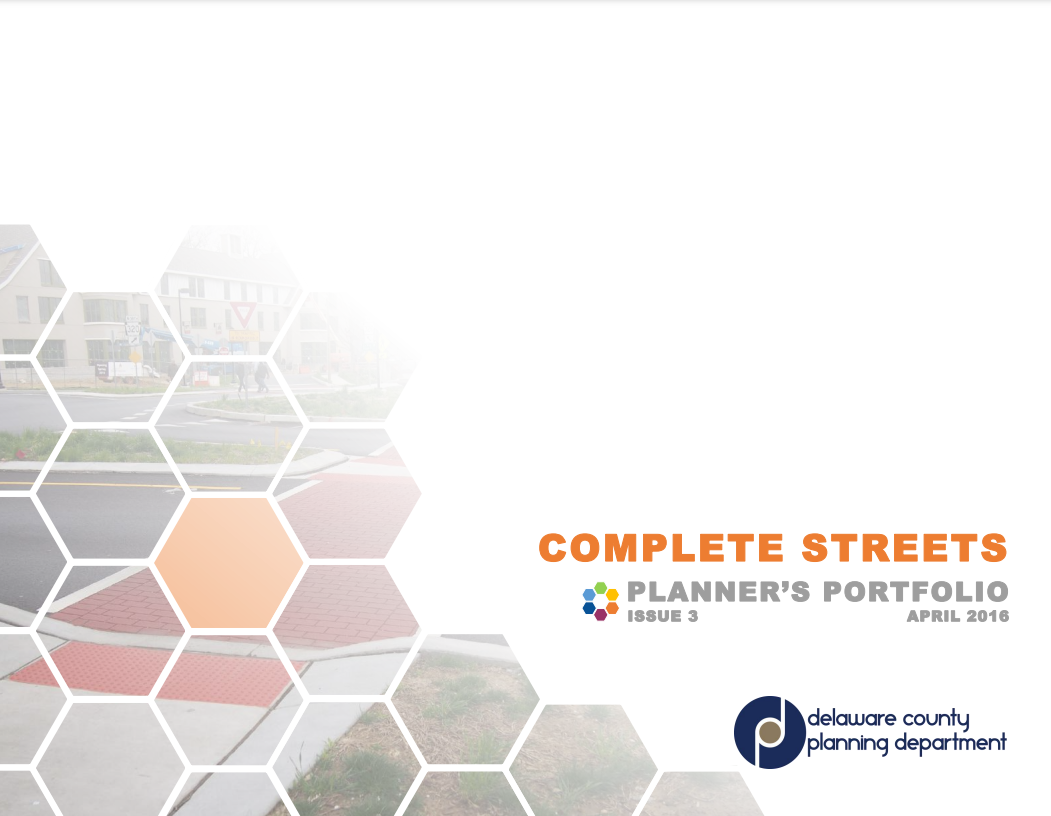 COMPLETE STREETS
PLANNER'S PORTFOLIO
ISSUE 3 APRIL 2016
delaware county
planning department